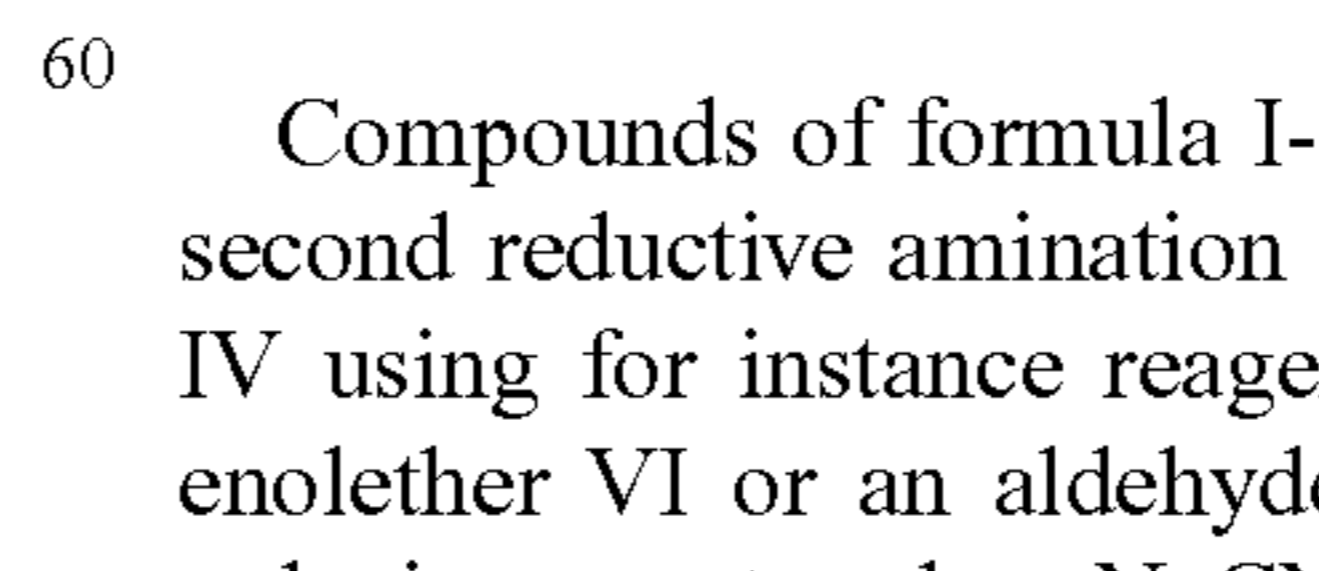 60
Compounds of formula I-
second reductive amination
IV using for instance reage
enolether VI or an aldehyd